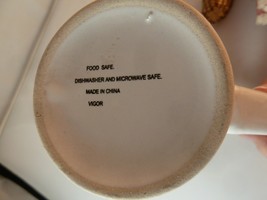 FOOD SAFE.
DISHWASHER AND MICROWAVE SAFE.
MADE IN CHINA
VIGOR